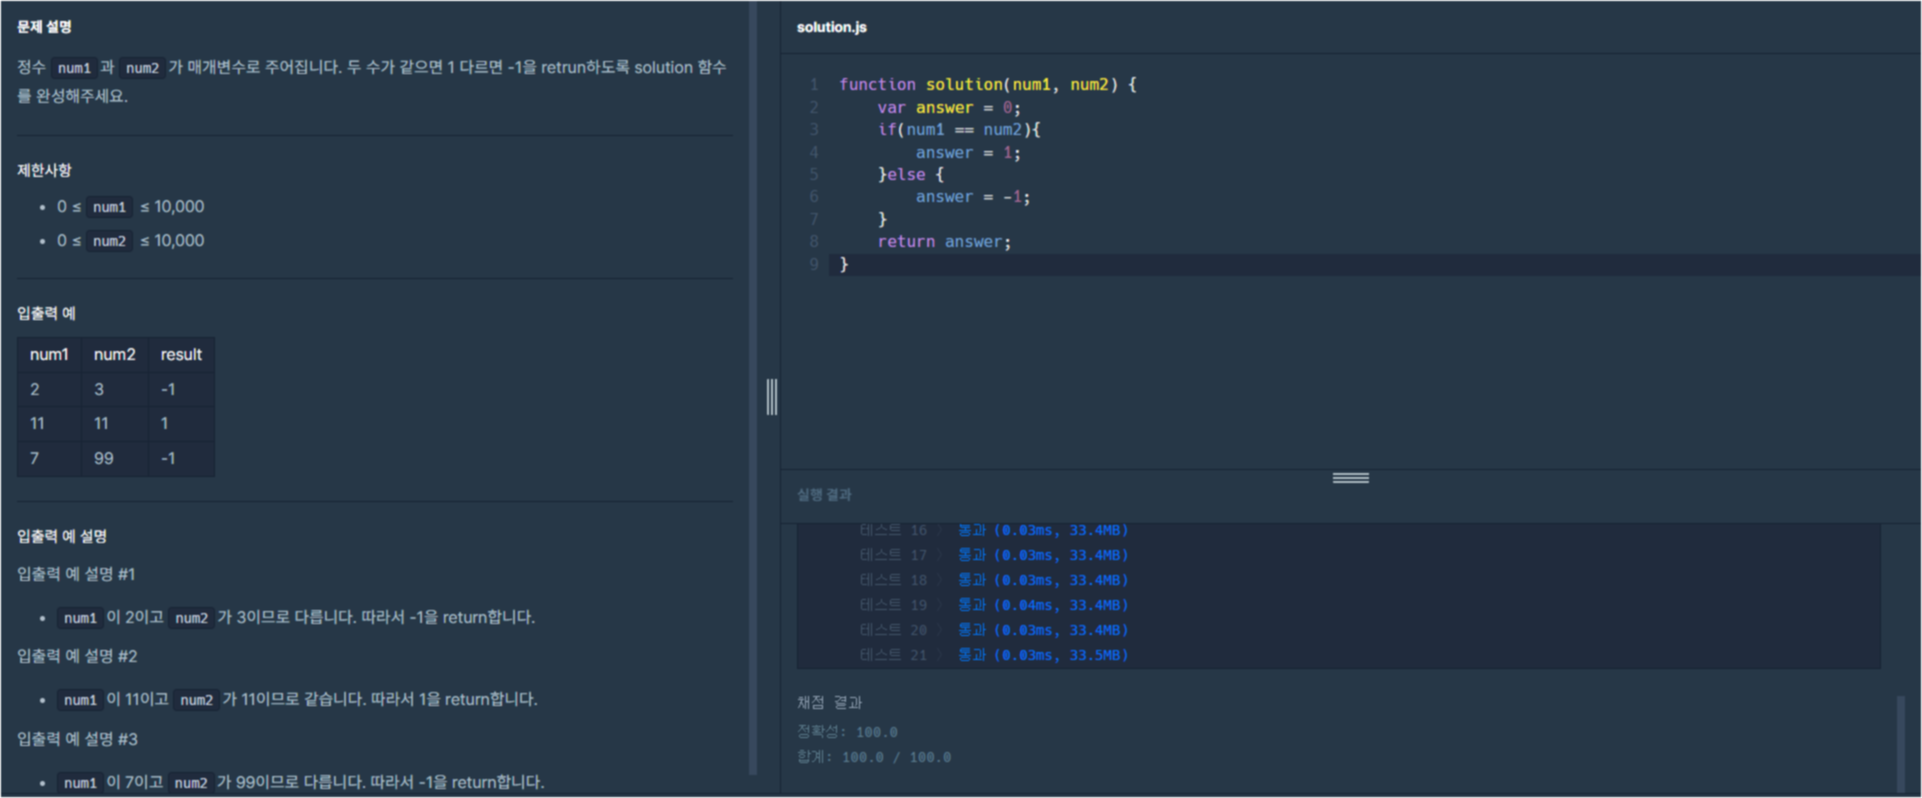 문제 설명
정수 num1 과 num2 가 매개변수로 주어집니다. 두 수가 같으면 1 다르면 -1을 retrun하도록 solution 함수
를 완성해주세요.
제한사항
• 0 ≤ num1 ≤ 10,000
• 0 ≤ num2 ≤ 10,000
입출력 예
num1 num2 result
2 3 -1
11 11 1
7 99 -1
입출력 예 설명
입출력 예 설명 #1
• num1 이 2이고 num2 가 3이므로 다릅니다. 따라서 -1을 return합니다.
입출력 예 설명 #2
• num1 이 11이고 num2 가 11이므로 같습니다. 따라서 1을 return합니다.
입출력 예 설명 #3
• num1 이 7이고 num2 가 99이므로 다릅니다. 따라서 -1을 return합니다.
solution.js
1 function solution(num1, num2) {
2     var answer = 0;
3     if(num1 == num2){
4         answer = 1;
5     }else {
6         answer = -1;
7     }
8     return answer;
9 }
실행 결과
테스트 16 〉 통과 (0.03ms, 33.4MB)
테스트 17 〉 통과 (0.03ms, 33.4MB)
테스트 18 〉 통과 (0.03ms, 33.4MB)
테스트 19 〉 통과 (0.04ms, 33.4MB)
테스트 20 〉 통과 (0.03ms, 33.4MB)
테스트 21 〉 통과 (0.03ms, 33.5MB)
채점 결과
정확성: 100.0
합계: 100.0 / 100.0